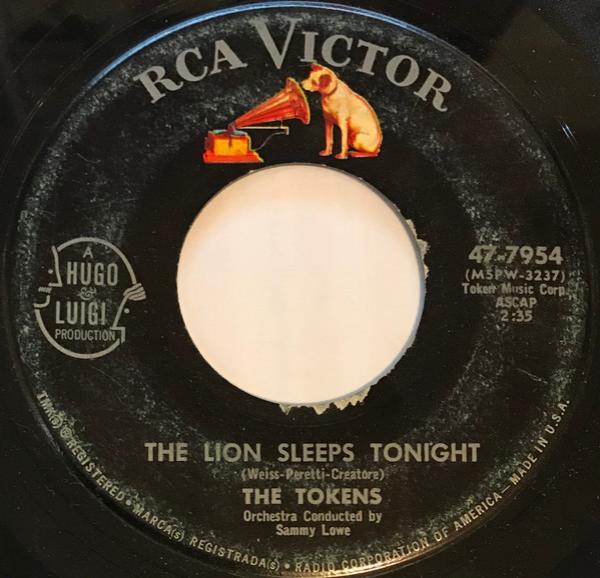 RCA VICTOR
A
HUGO
&
LUIGI
PRODUCTION
47-7954
(M5PW-3237)
Token Music Corp.
ASCAP
2:35
THE LION SLEEPS TONIGHT
(Weiss-Peretti-Creatore)
THE TOKENS
Orchestra Conducted by
Sammy Lowe
TMK(s) ® REGISTERED • MARCA(s) REGISTRADA(s) • RADIO CORPORATION OF AMERICA — MADE IN U.S.A.